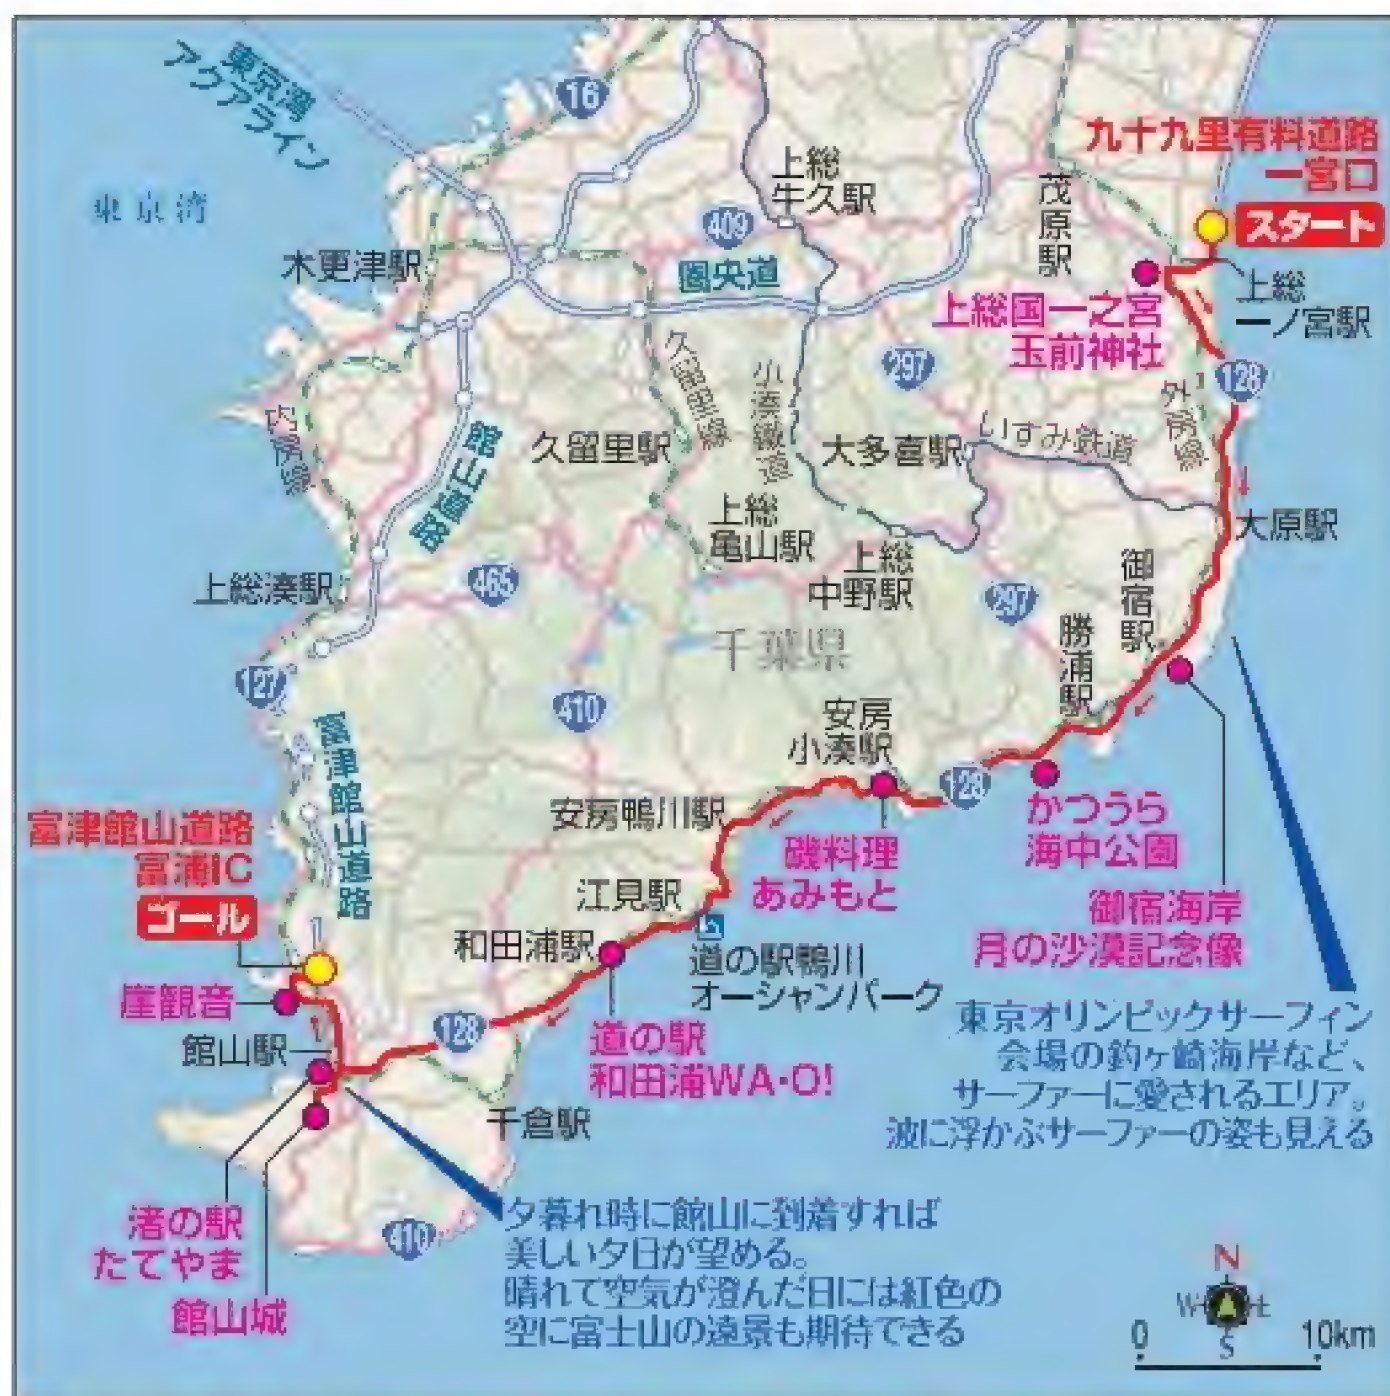 東京湾
アクアライン
16
九十九里有料道路
一宮口
スタート
東京湾
上総
牛久駅
茂原駅
409
木更津駅
圏央道
上総
一ノ宮駅
上総国一之宮
玉前神社
297
128
久留里線
小湊鐵道
外房線
内房線
いすみ鉄道
館山自動車道
久留里駅
大多喜駅
上総
亀山駅
大原駅
上総
中野駅
御宿駅
上総湊駅
465
297
勝浦駅
千葉県
127
410
安房
小湊駅
富津館山道路
128
安房鴨川駅
かつうら
海中公園
富津館山道路
富浦IC
ゴール
磯料理
あみもと
江見駅
御宿海岸
月の沙漠記念像
和田浦駅
道の駅鴨川
オーシャンパーク
崖観音
館山駅
128
道の駅
和田浦WA・O!
東京オリンピックサーフィン
会場の釣ヶ崎海岸など、
サーファーに愛されるエリア。
波に浮かぶサーファーの姿も見える
千倉駅
渚の駅
たてやま
館山城
410
夕暮れ時に館山に到着すれば
美しい夕日が望める。
晴れて空気が澄んだ日には紅色の
空に富士山の遠景も期待できる
N
W
E
S
0
10km